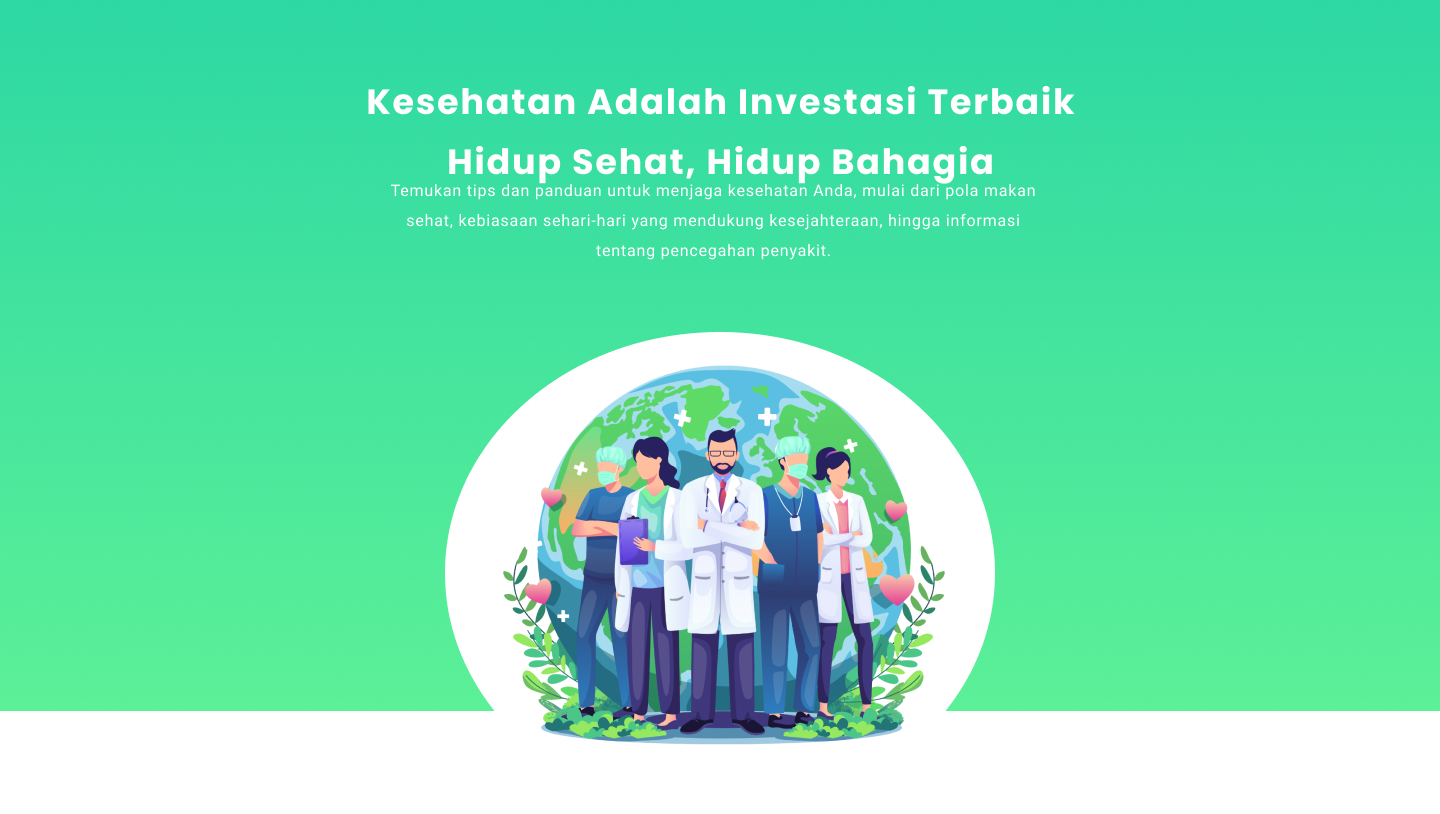 Kesehatan Adalah Investasi Terbaik
Hidup Sehat, Hidup Bahagia
Temukan tips dan panduan untuk menjaga kesehatan Anda, mulai dari pola makan
sehat, kebiasaan sehari-hari yang mendukung kesejahteraan, hingga informasi
tentang pencegahan penyakit.